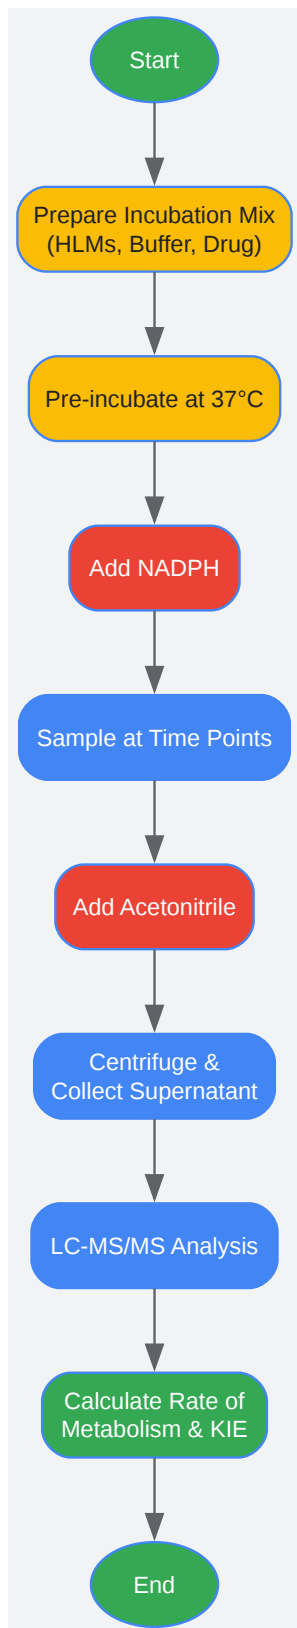 Start
Prepare Incubation Mix
(HLMs, Buffer, Drug)
Pre-incubate at 37°C
Add NADPH
Sample at Time Points
Add Acetonitrile
Centrifuge &
Collect Supernatant
LC-MS/MS Analysis
Calculate Rate of
Metabolism & KIE
End